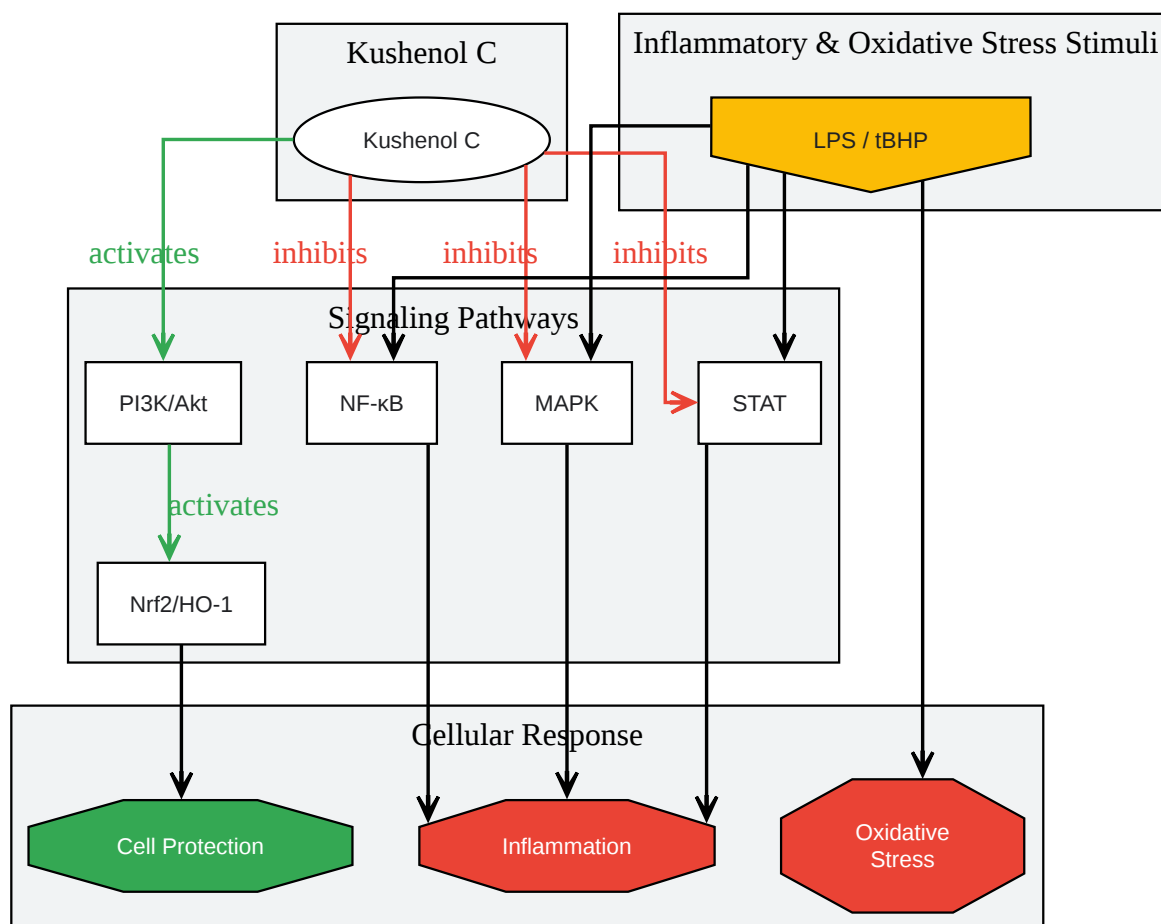 Kushenol C
Inflammatory & Oxidative Stress Stimuli
Kushenol C
LPS / tBHP
activates
inhibits
inhibits
inhibits
Signaling Pathways
PI3K/Akt
NF-κB
MAPK
STAT
activates
Nrf2/HO-1
Cellular Response
Cell Protection
Inflammation
Oxidative
Stress